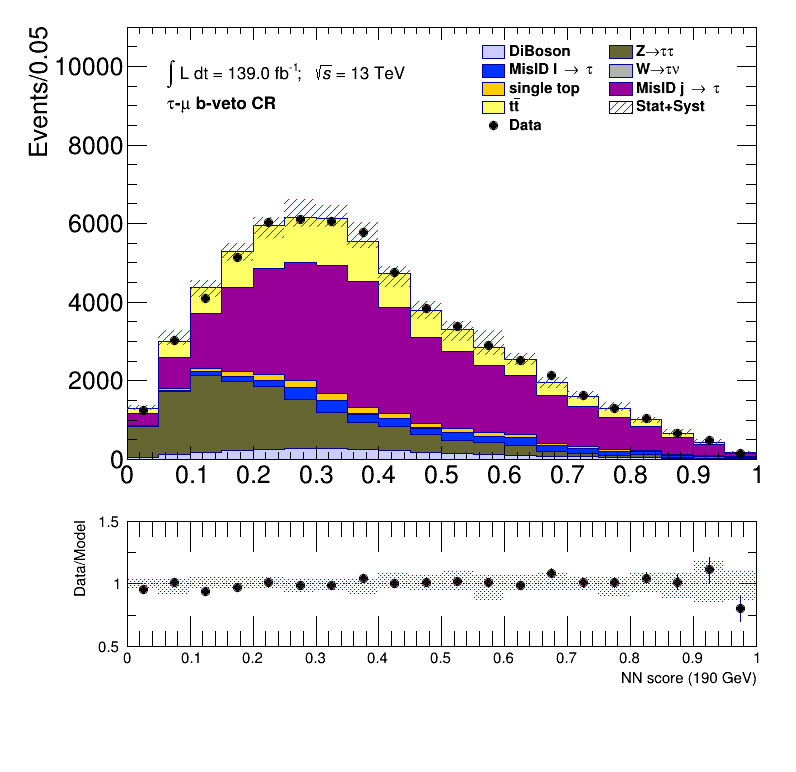 Events/0.05
10000
8000
6000
4000
2000
0
∫ L dt = 139.0 fb⁻¹; √s = 13 TeV
τ-μ b-veto CR
DiBoson Z→ττ
MisID l → τ W→τν
single top MisID j → τ
tt̄ Stat+Syst
Data
0 0.1 0.2 0.3 0.4 0.5 0.6 0.7 0.8 0.9 1
Data/Model
1.5
1
0.5
0 0.1 0.2 0.3 0.4 0.5 0.6 0.7 0.8 0.9 1
NN score (190 GeV)